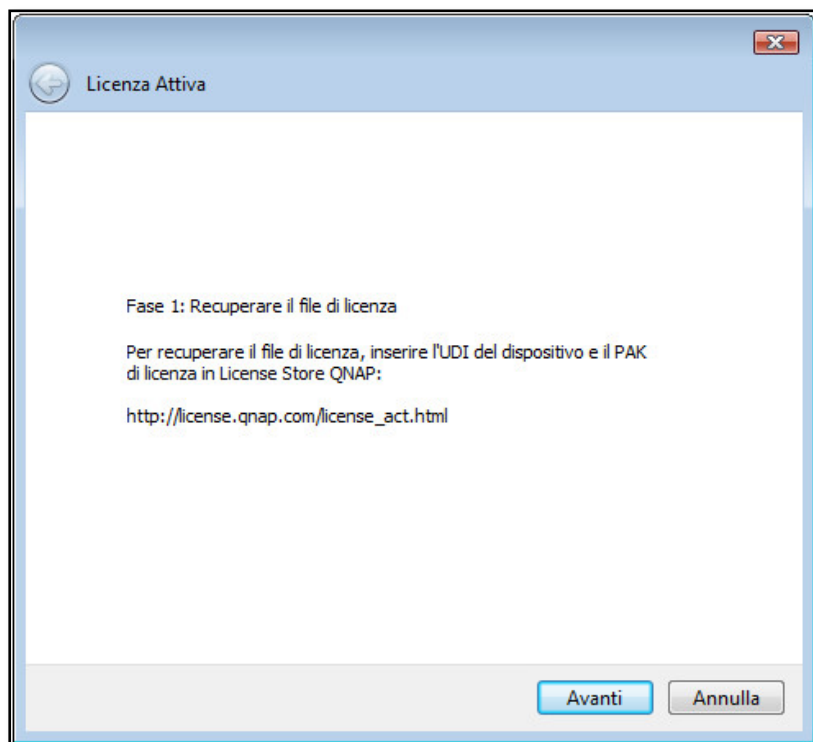 Licenza Attiva
Fase 1: Recuperare il file di licenza
Per recuperare il file di licenza, inserire l'UDI del dispositivo e il PAK
di licenza in License Store QNAP:
http://license.qnap.com/license_act.html
Avanti
Annulla